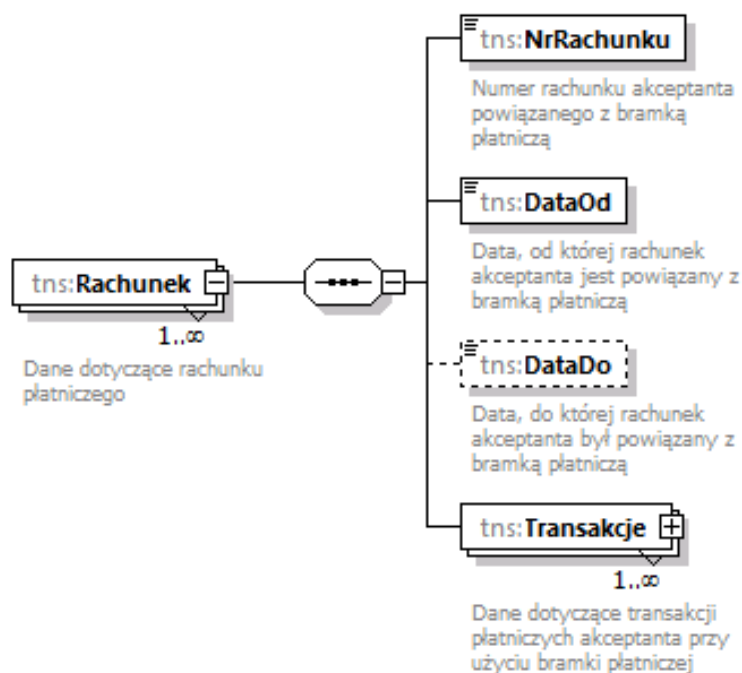 tns:NrRachunku
Numer rachunku akceptanta
powiązanego z bramką
płatniczą
tns:DataOd
Data, od której rachunek
akceptanta jest powiązany z
bramką płatniczą
tns:Rachunek
1..∞
Dane dotyczące rachunku
płatniczego
tns:DataDo
Data, do której rachunek
akceptanta był powiązany z
bramką płatniczą
tns:Transakcje
1..∞
Dane dotyczące transakcji
płatniczych akceptanta przy
użyciu bramki płatniczej